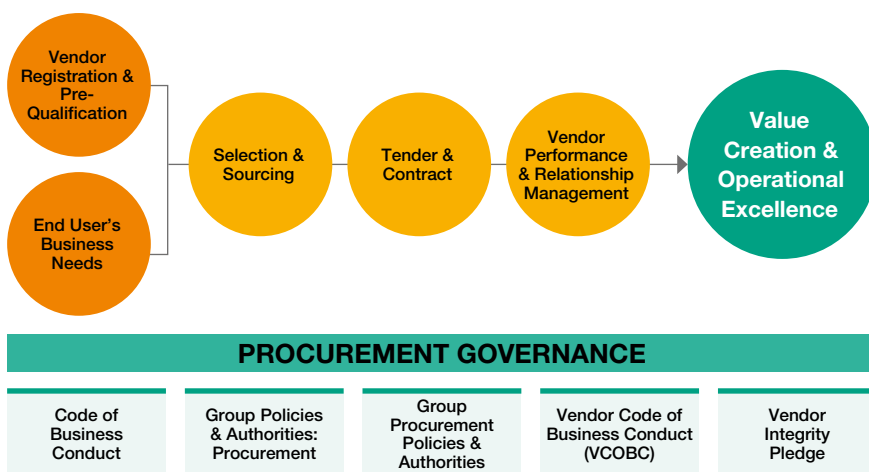 Vendor
Registration &
Pre-
Qualification
End User's
Business
Needs
Selection &
Sourcing
Tender &
Contract
Vendor
Performance
& Relationship
Management
Value
Creation &
Operational
Excellence
PROCUREMENT GOVERNANCE
Code of
Business
Conduct
Group Policies
& Authorities:
Procurement
Group
Procurement
Policies &
Authorities
Vendor Code of
Business Conduct
(VCOBC)
Vendor
Integrity
Pledge